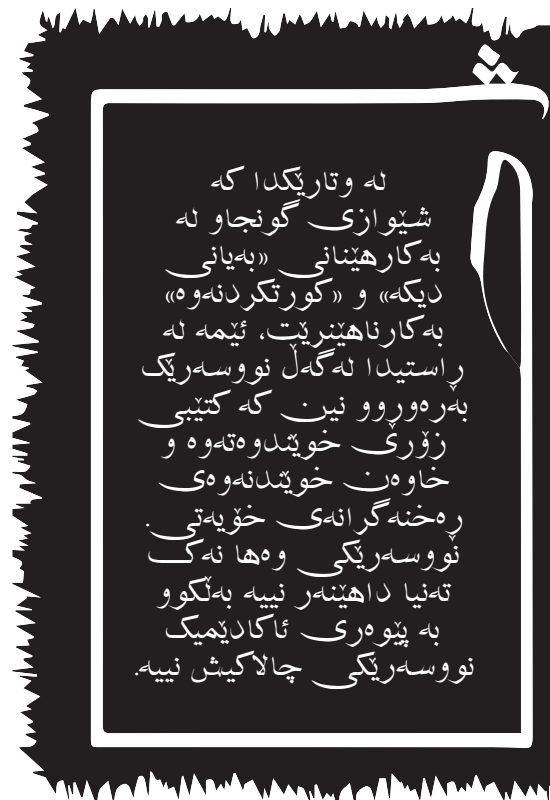 لە وتارێکدا کە
شێوازی گونجاو لە
بەکارهێنانی «بەیانی
دیکە» و «کورتکردنەوە»
بەکارناهێنرێت، ئێمە لە
ڕاستیدا لەگەڵ نووسەرێک
بەرەوڕوو نین کە کتێبی
زۆری خوێندوەتەوە و
خاوەن خوێندنەوەی
ڕەخنەگرانەی خۆیەتی.
نووسەرێکی وەها نەک
تەنیا داهێنەر نییە بەڵکوو
بە پێوەری ئاکادێمیک
نووسەرێکی چالاکیش نییە.